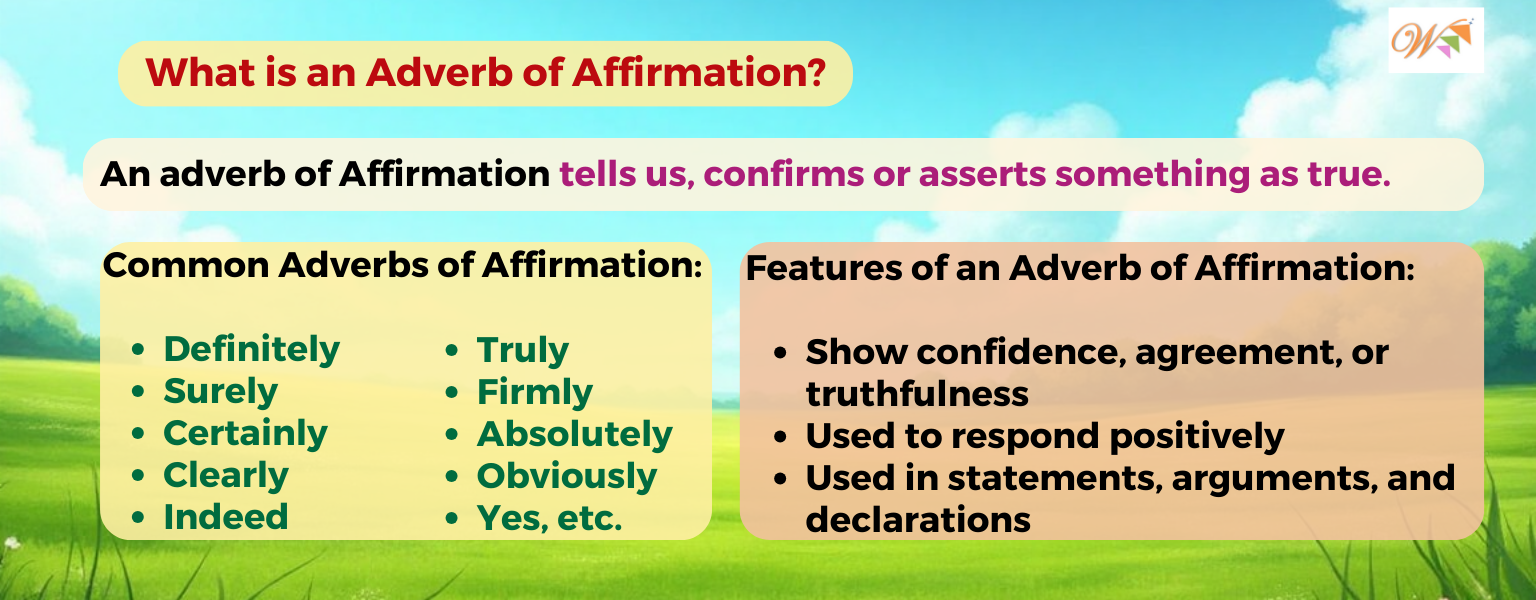 What is an Adverb of Affirmation?
W
An adverb of Affirmation tells us, confirms or asserts something as true.
Common Adverbs of Affirmation:
• Definitely
• Surely
• Certainly
• Clearly
• Indeed
• Truly
• Firmly
• Absolutely
• Obviously
• Yes, etc.
Features of an Adverb of Affirmation:
• Show confidence, agreement, or
truthfulness
• Used to respond positively
• Used in statements, arguments, and
declarations